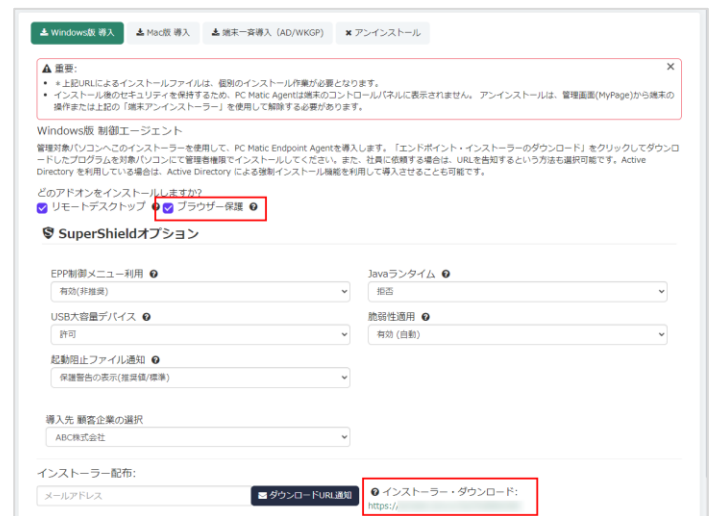 Windows版 導入 Mac版 導入 端末一斉導入 (AD/WKGP) アンインストール
重要:
* 上記URLによるインストールファイルは、個別のインストール作業が必要となります。
インストール後のセキュリティを保持するため、PC Matic Agentは端末のコントロールパネルに表示されません。 アンインストールは、管理画面(MyPage)から端末の
操作または上記の「端末アンインストーラー」を使用して解除する必要があります。
Windows版 制御エージェント
管理対象パソコンへこのインストーラーを使用して、PC Matic Endpoint Agentを導入します。「エンドポイント・インストーラーのダウンロード」をクリックしてダウンロ
ードしたプログラムを対象パソコンにて管理者権限でインストールしてください。また、社員に依頼する場合は、URLを告知するという方法も選択可能です。Active
Directory を利用している場合は、Active Directory による強制インストール機能を利用して導入させることも可能です。
どのアドオンをインストールしますか?
リモートデスクトップ ブラウザー保護
SuperShieldオプション
EPP制御メニュー利用 Javaランタイム
有効(非推奨) 拒否
USB大容量デバイス 脆弱性適用
許可 有効 (自動)
起動阻止ファイル通知
保護警告の表示(推奨値/標準)
導入先 顧客企業の選択
ABC株式会社
インストーラー配布:
メールアドレス ダウンロードURL通知 インストーラー・ダウンロード:
https://